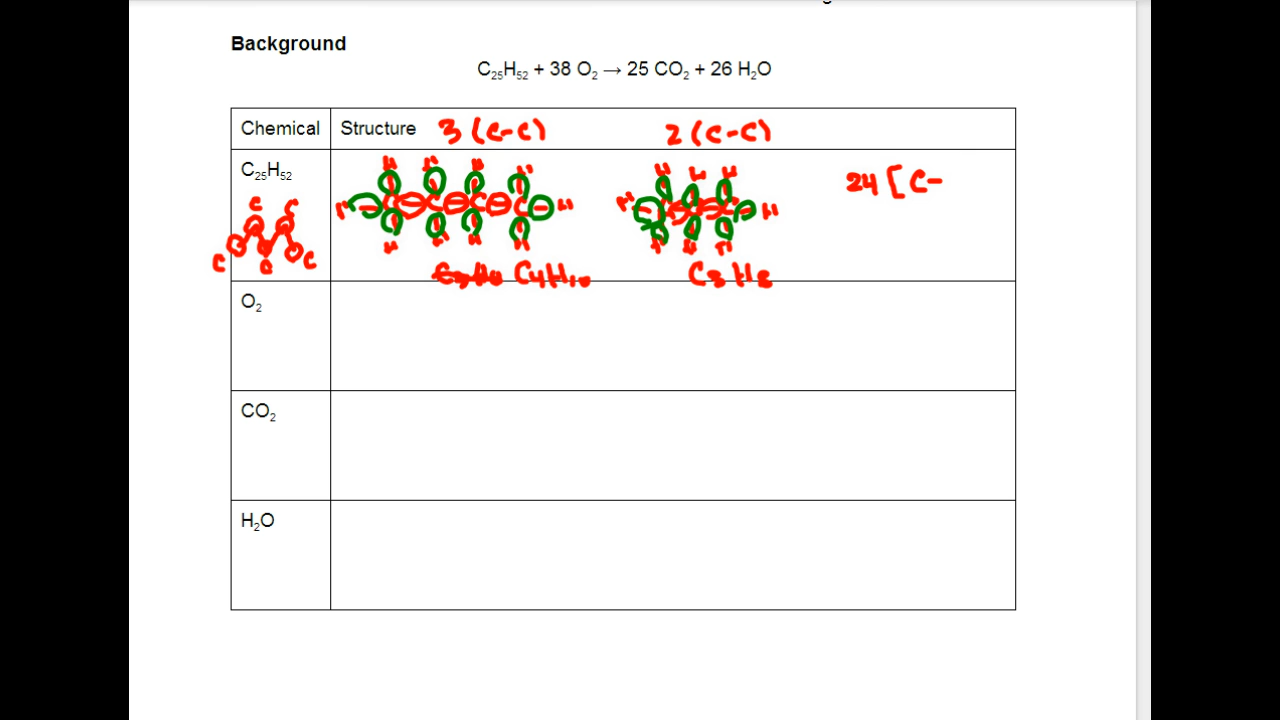 Background
C₂₅H₅₂ + 38 O₂ → 25 CO₂ + 26 H₂O
Chemical
Structure 3 (C-C) 2 (C-C)
C₂₅H₅₂
H H H H
H H H
24 [C-
C C
H C C C C H
H C C C H
H H H H
H H H
C C C
C4H10
C3H8
O₂
CO₂
H₂O